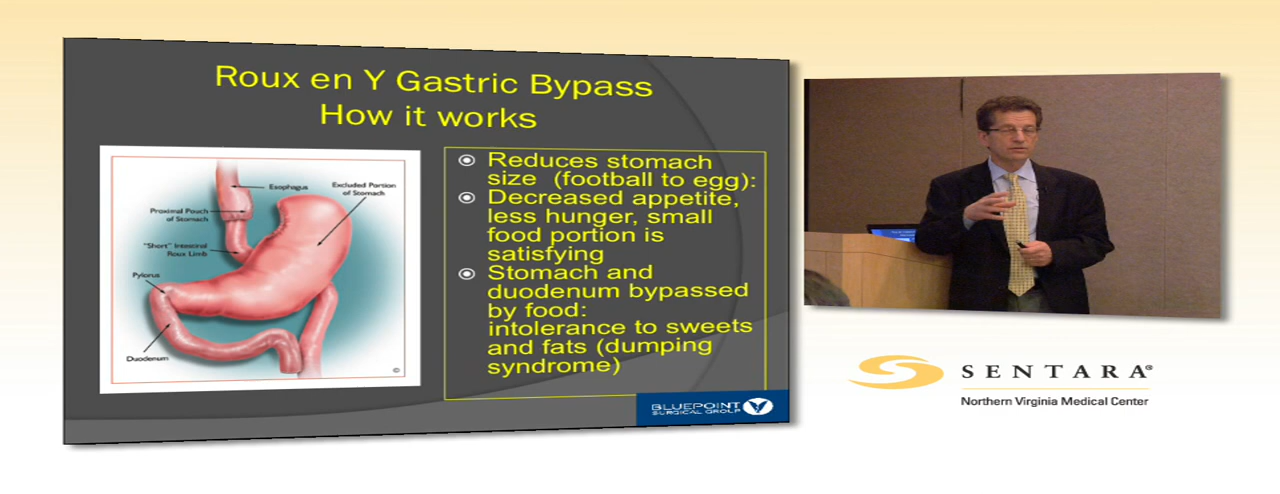 Roux en Y Gastric Bypass
How it works
Esophagus
Excluded Portion
of Stomach
Proximal Pouch
of Stomach
"Short" Intestinal
Roux Limb
Pylorus
Duodenum
©
Reduces stomach
size (football to egg):
Decreased appetite,
less hunger, small
food portion is
satisfying
Stomach and
duodenum bypassed
by food:
intolerance to sweets
and fats (dumping
syndrome)
BLUEPOINT
SURGICAL GROUP
SENTARA®
Northern Virginia Medical Center